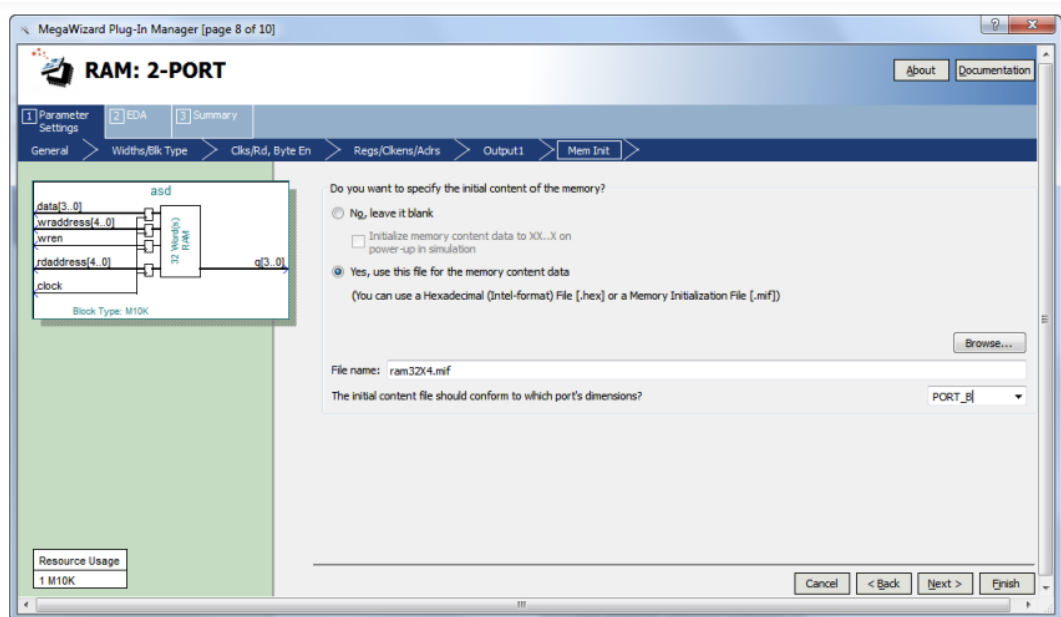 MegaWizard Plug-In Manager [page 8 of 10]
RAM: 2-PORT
About Documentation
1 Parameter Settings 2 EDA 3 Summary
General Widths/Blk Type Clks/Rd, Byte En Regs/Clkens/Adrs Output1 Mem Init
asd
data[3..0]
wraddress[4..0]
wren
rdaddress[4..0]
clock
32 Word(s)
RAM
q[3..0]
Block Type: M10K
Do you want to specify the initial content of the memory?
No, leave it blank
Initialize memory content data to XX..X on
power-up in simulation
Yes, use this file for the memory content data
(You can use a Hexadecimal (Intel-format) File [.hex] or a Memory Initialization File [.mif])
Browse...
File name: ram32X4.mif
The initial content file should conform to which port's dimensions? PORT_B
Resource Usage
1 M10K
Cancel < Back Next > Finish